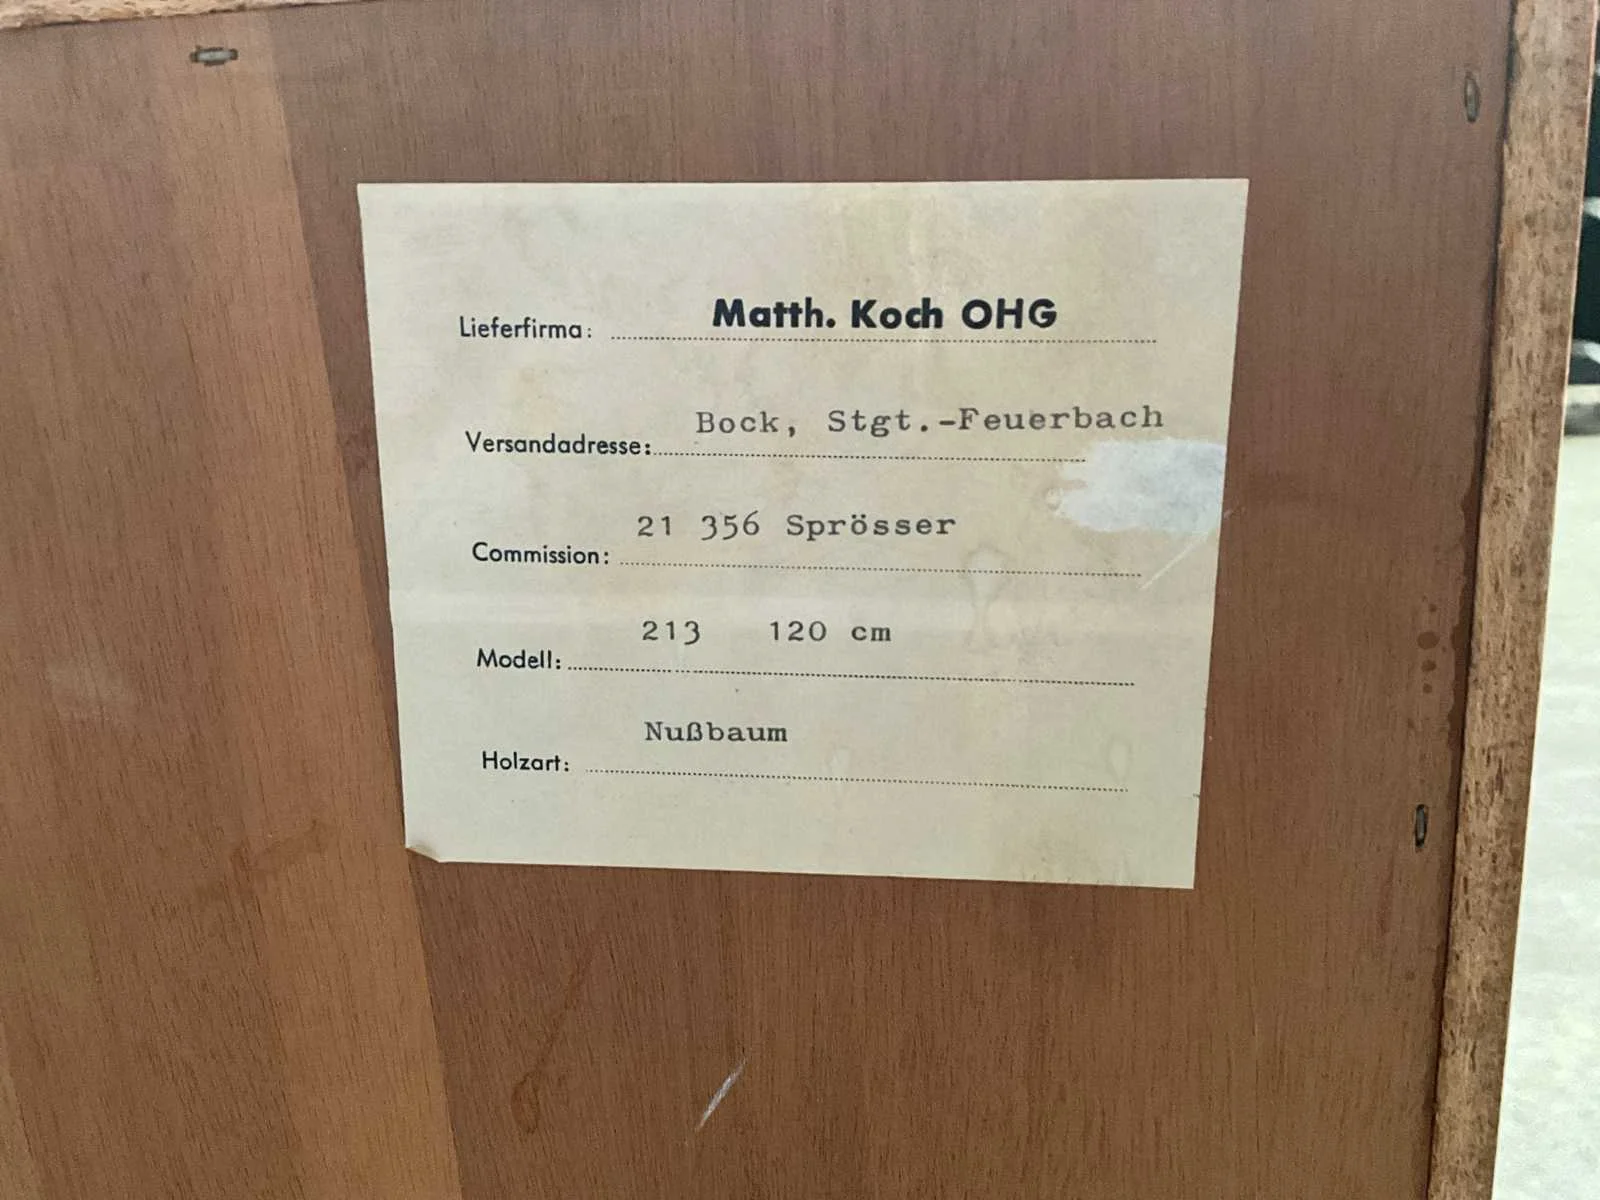 Lieferfirma: Matth. Koch OHG
Versandadresse: Bock, Stgt.-Feuerbach
Commission: 21 356 Sprösser
Modell: 213 120 cm
Holzart: Nußbaum